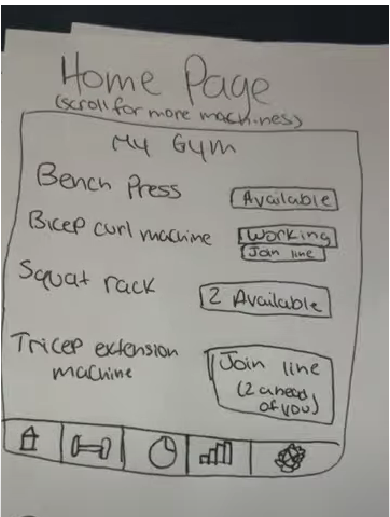 Home Page
(scroll for more machines)
My Gym
Bench Press
Available
Bicep curl machine
Working
Join line
Squat rack
2 Available
Tricep extension
machine
Join line
(2 ahead
of you)